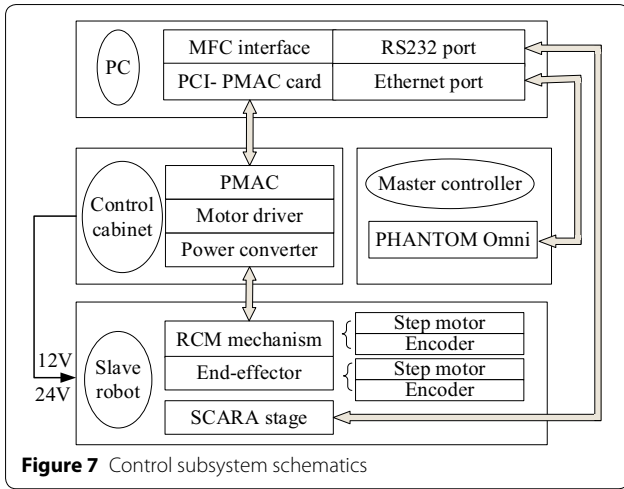 PC
MFC interface
RS232 port
PCI- PMAC card
Ethernet port
Control
cabinet
PMAC
Motor driver
Power converter
Master controller
PHANTOM Omni
12V
24V
Slave
robot
RCM mechanism
End-effector
SCARA stage
Step motor
Encoder
Step motor
Encoder
Figure 7 Control subsystem schematics